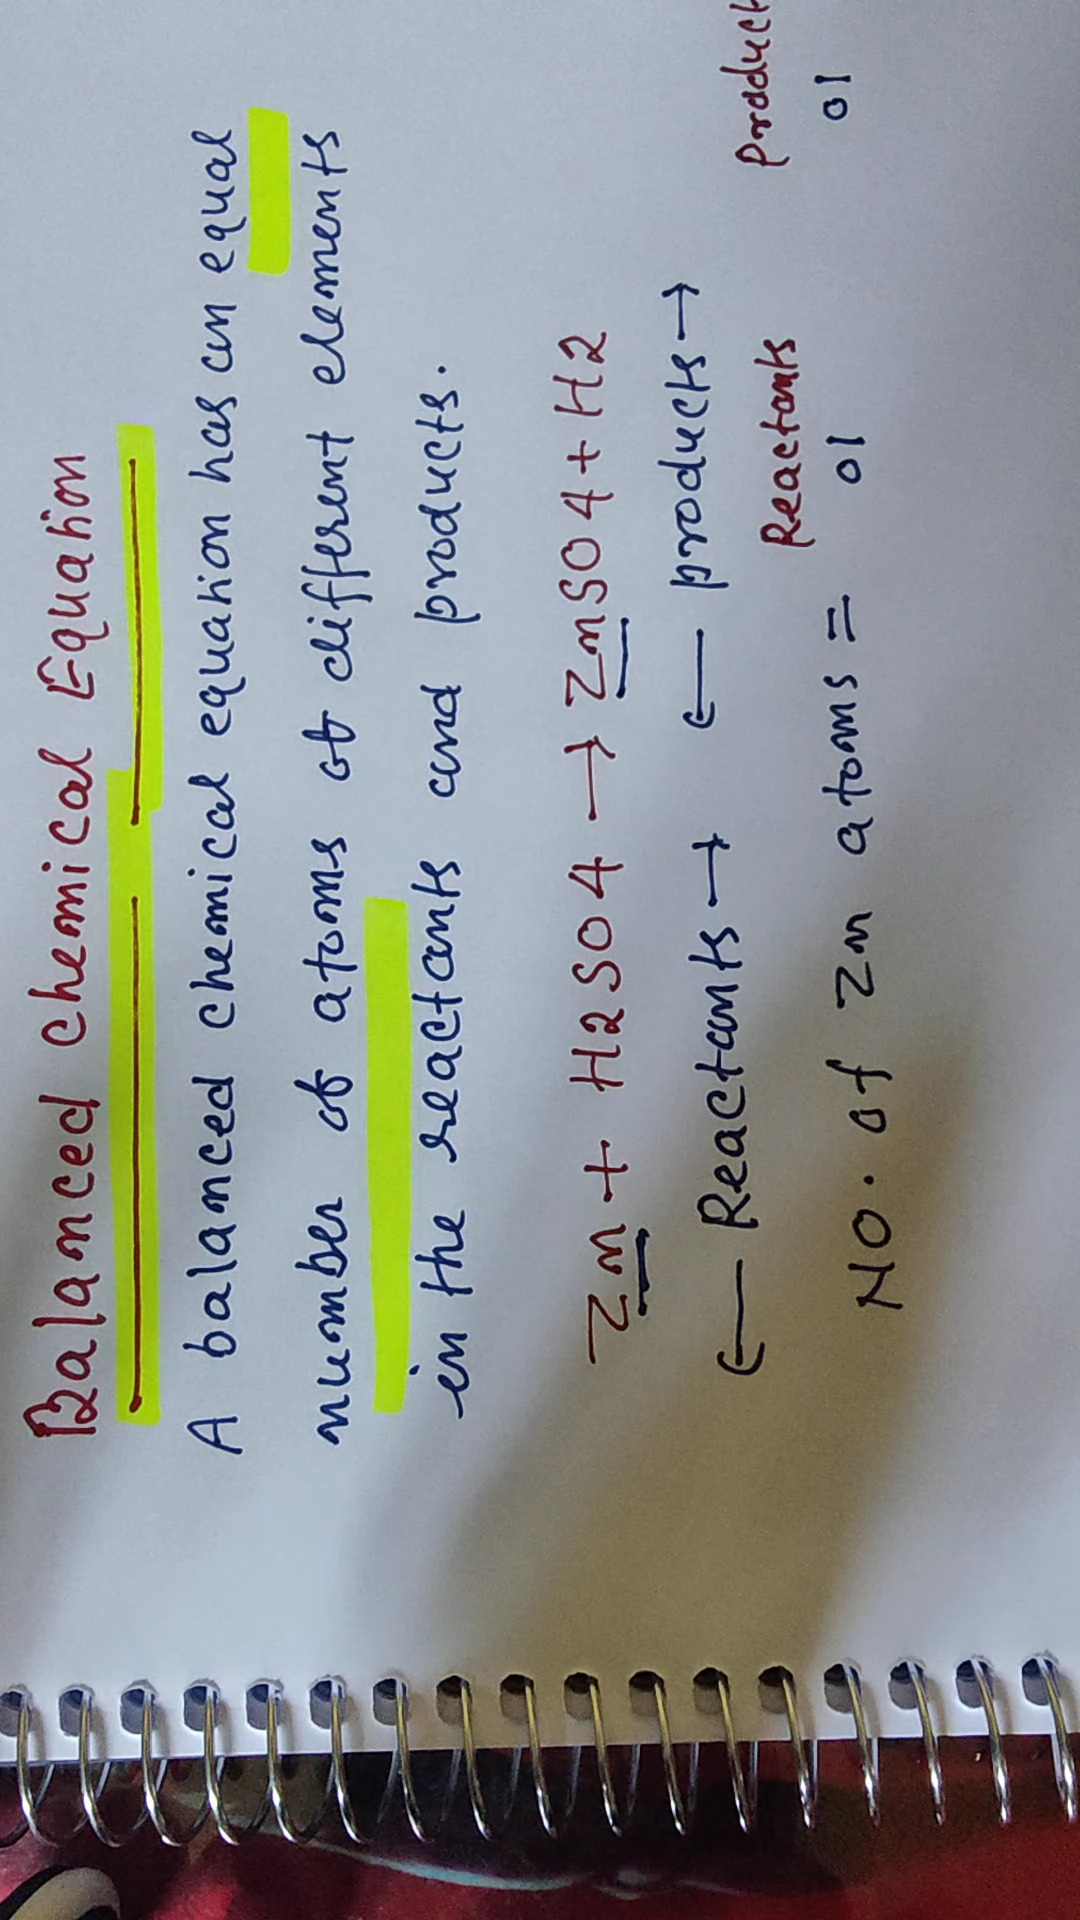 Balanced chemical Equation
A balanced chemical equation has an equal
number of atoms of different elements
in the reactants and products.
Zn + H2SO4 → ZnSO4 + H2
← Reactants → ← products →
Reactants product
No. of Zn atoms = 01 01